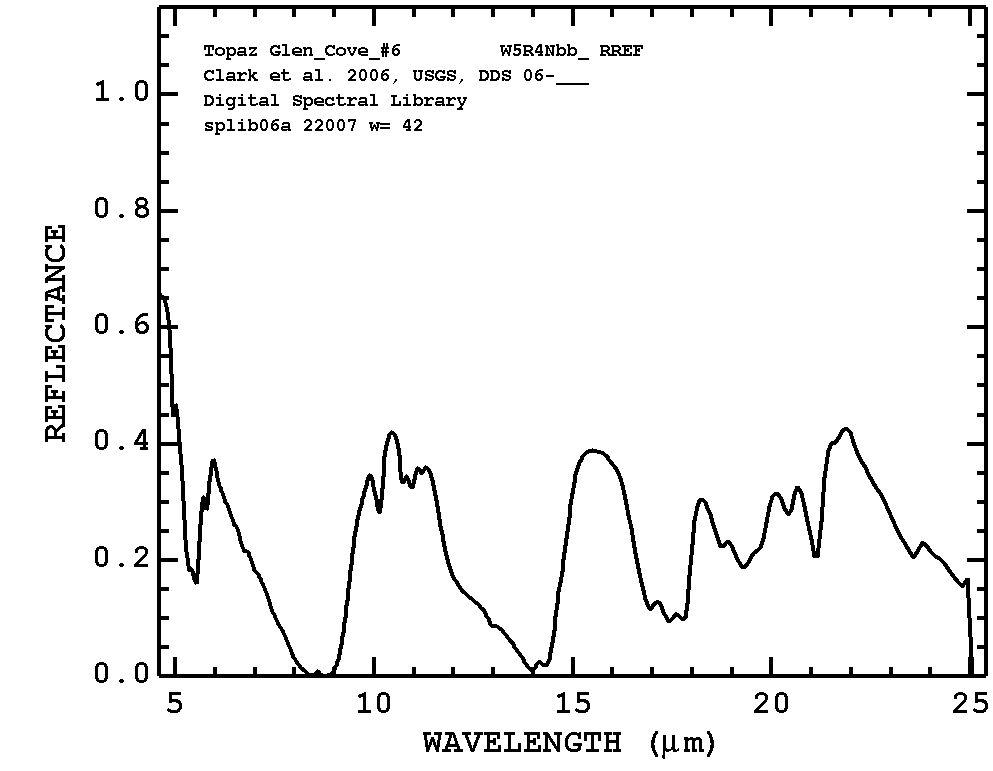 Topaz Glen_Cove_#6 W5R4Nbb_ RREF
Clark et al. 2006, USGS, DDS 06-___
Digital Spectral Library
splib06a 22007 w= 42
1.0
0.8
0.6
0.4
0.2
0.0
REFLECTANCE
5 10 15 20 25
WAVELENGTH (μm)